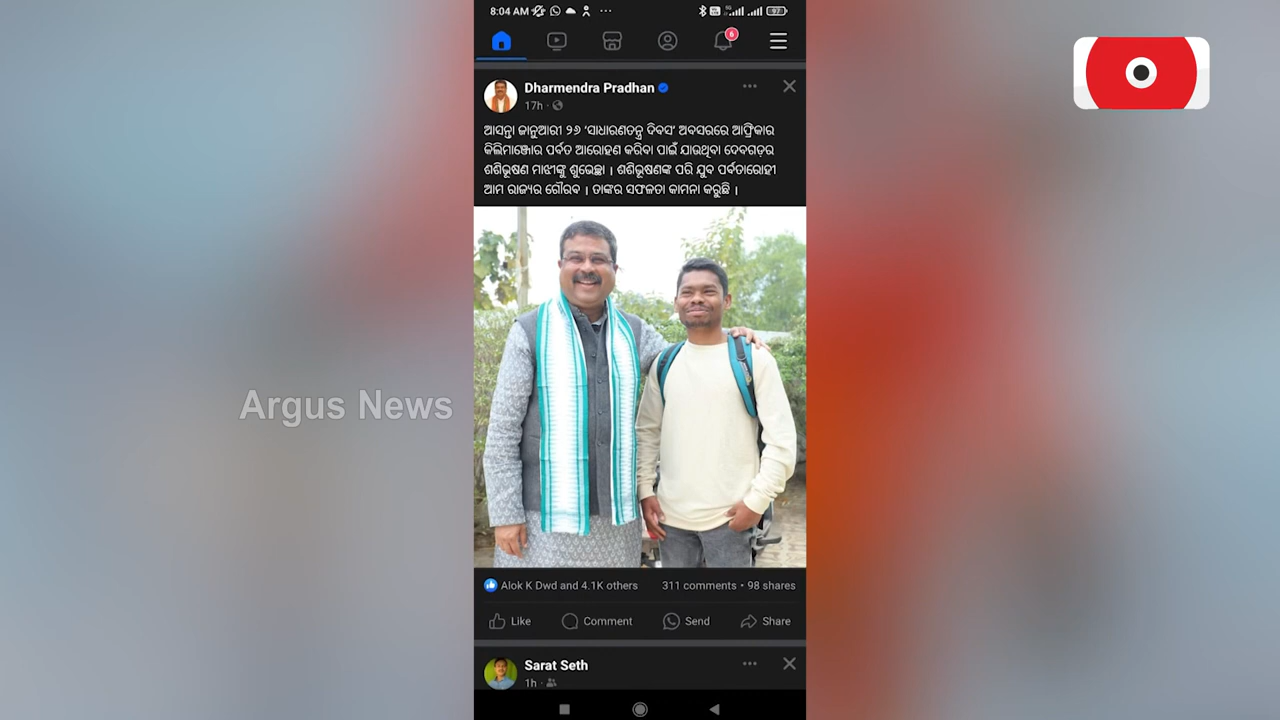 8:04 AM
97
6
Dharmendra Pradhan
17h
ଆସନ୍ତା ଜାନୁଆରୀ ୨୬ 'ସାଧାରଣତନ୍ତ୍ର ଦିବସ' ଅବସରରେ ଆଫ୍ରିକାର
କିଲିମାଞ୍ଜୋର ପର୍ବତ ଆରୋହଣ କରିବା ପାଇଁ ଯାଉଥିବା ଦେବଗଡ଼ର
ଶଶିଭୂଷଣ ମାଝୀଙ୍କୁ ଶୁଭେଚ୍ଛା । ଶଶିଭୂଷଣଙ୍କ ପରି ଯୁବ ପର୍ବତାରୋହୀ
ଆମ ରାଜ୍ୟର ଗୌରବ । ତାଙ୍କର ସଫଳତା କାମନା କରୁଛି ।
Argus News
Alok K Dwd and 4.1K others 311 comments • 98 shares
Like Comment Send Share
Sarat Seth
1h